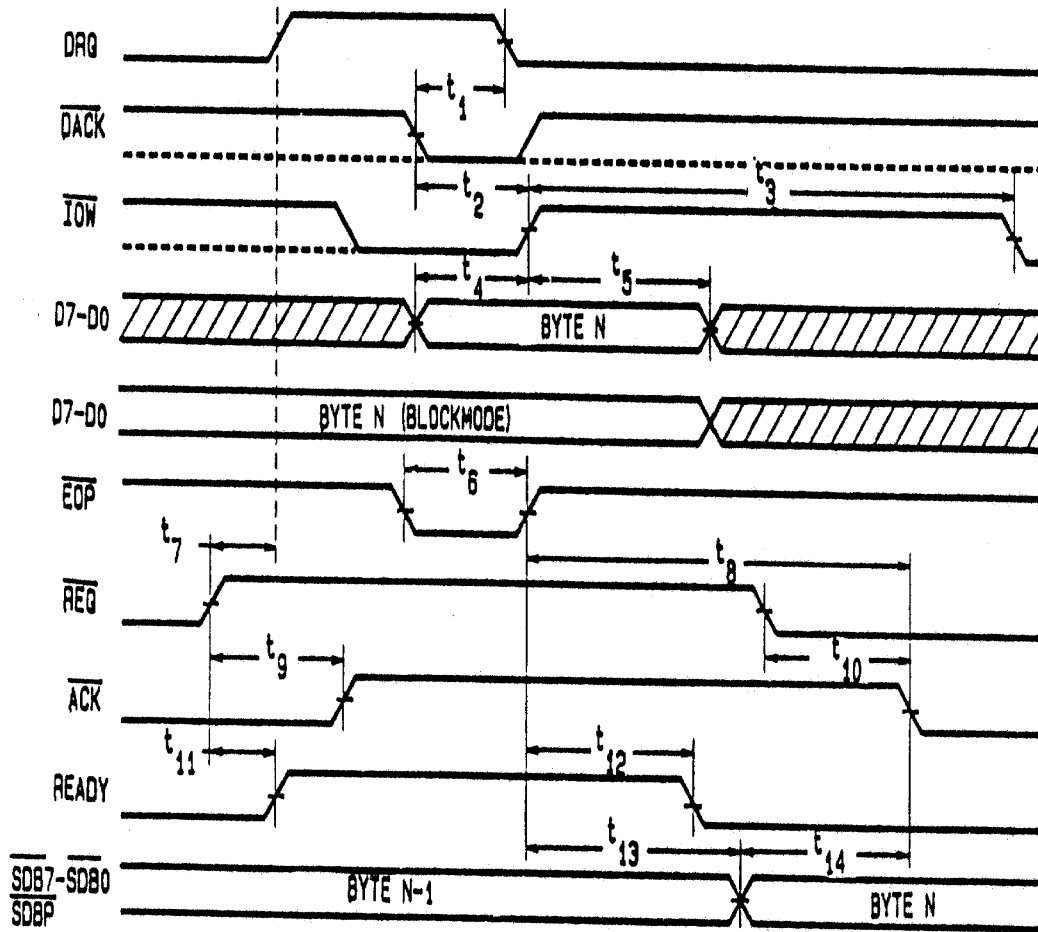 DRQ
t1
DACK
t2
t3
IOW
t4
t5
D7-D0
BYTE N
D7-D0
BYTE N (BLOCKMODE)
t6
EOP
t7
t8
REQ
t9
t10
ACK
t11
t12
READY
t13
t14
SDB7-SDB0
SDBP
BYTE N-1
BYTE N